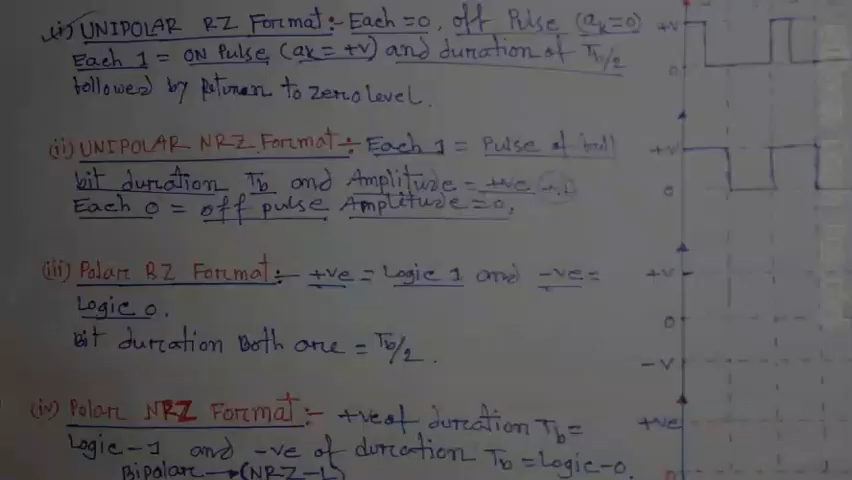 (i) UNIPOLAR RZ Format:- Each = 0, off Pulse (ak=0)
Each 1 = ON Pulse, (ak = +V) and duration of Tb/2
followed by Return to zero level.
(ii) UNIPOLAR NRZ Format:- Each 1 = Pulse of full
bit duration Tb and Amplitude = +ve
Each 0 = off pulse Amplitude = 0,
(iii) Polar RZ Format:- +ve = Logic 1 and -ve =
Logic 0.
Bit duration Both are = Tb/2.
(iv) Polar NRZ Format:- +ve of duration Tb =
Logic-1 and -ve of duration Tb = Logic-0.
Bipolar → (NRZ-L)
+V
0
+V
0
+V
0
-V
+ve
0